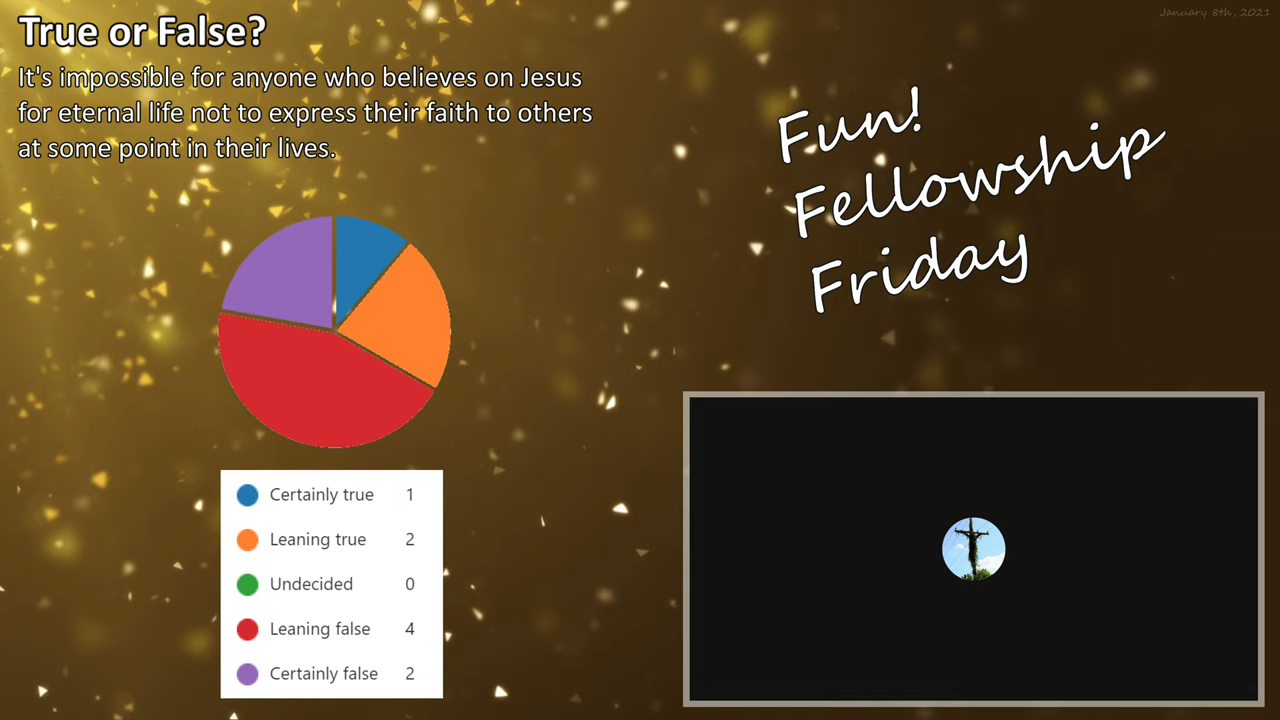 True or False?
It's impossible for anyone who believes on Jesus
for eternal life not to express their faith to others
at some point in their lives.
January 8th, 2021
Fun!
Fellowship
Friday
Certainly true 1
Leaning true 2
Undecided 0
Leaning false 4
Certainly false 2